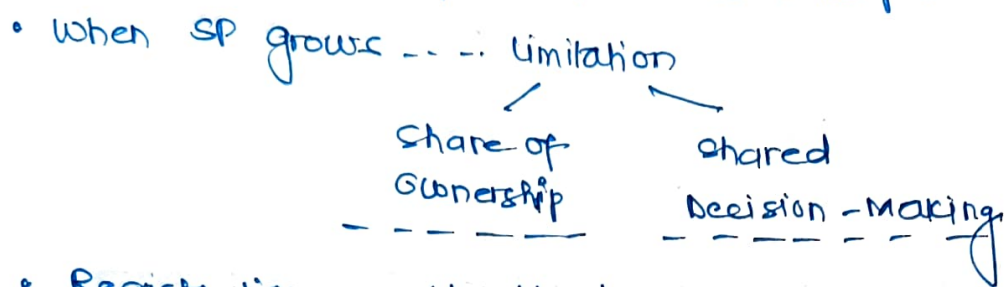 • When SP grows - - - . limitation
Share of shared
Ownership Decision - Making